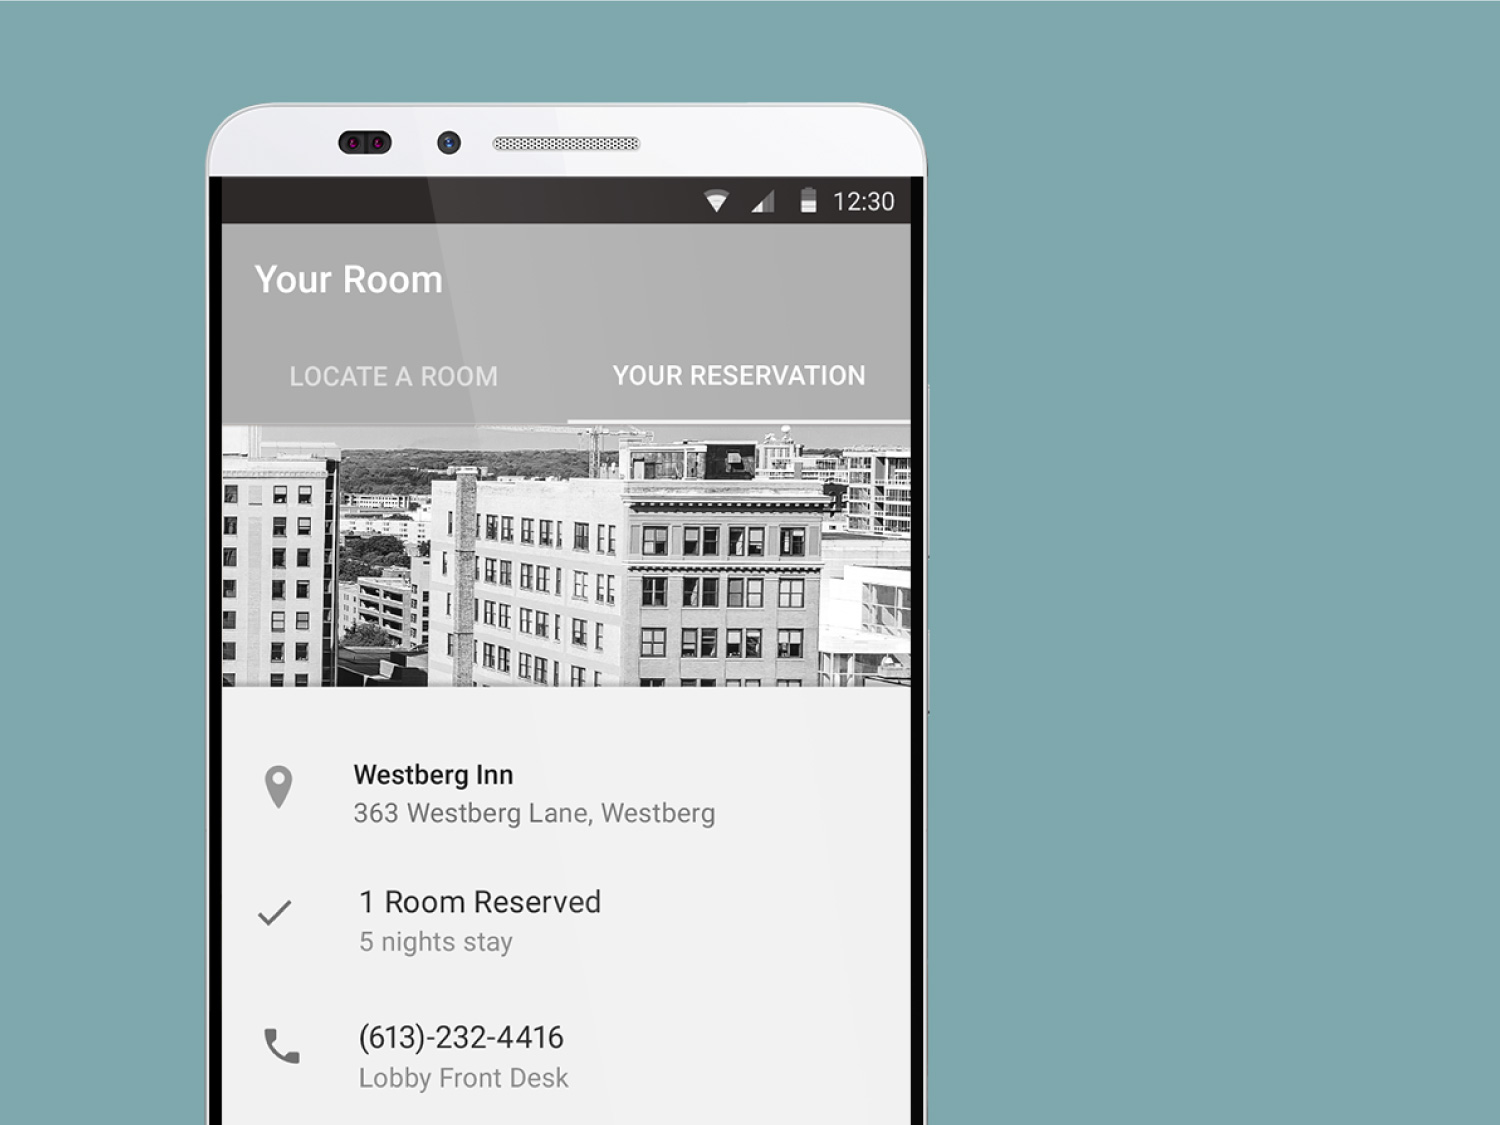 12:30
Your Room
LOCATE A ROOM
YOUR RESERVATION
Westberg Inn
363 Westberg Lane, Westberg
1 Room Reserved
5 nights stay
(613)-232-4416
Lobby Front Desk